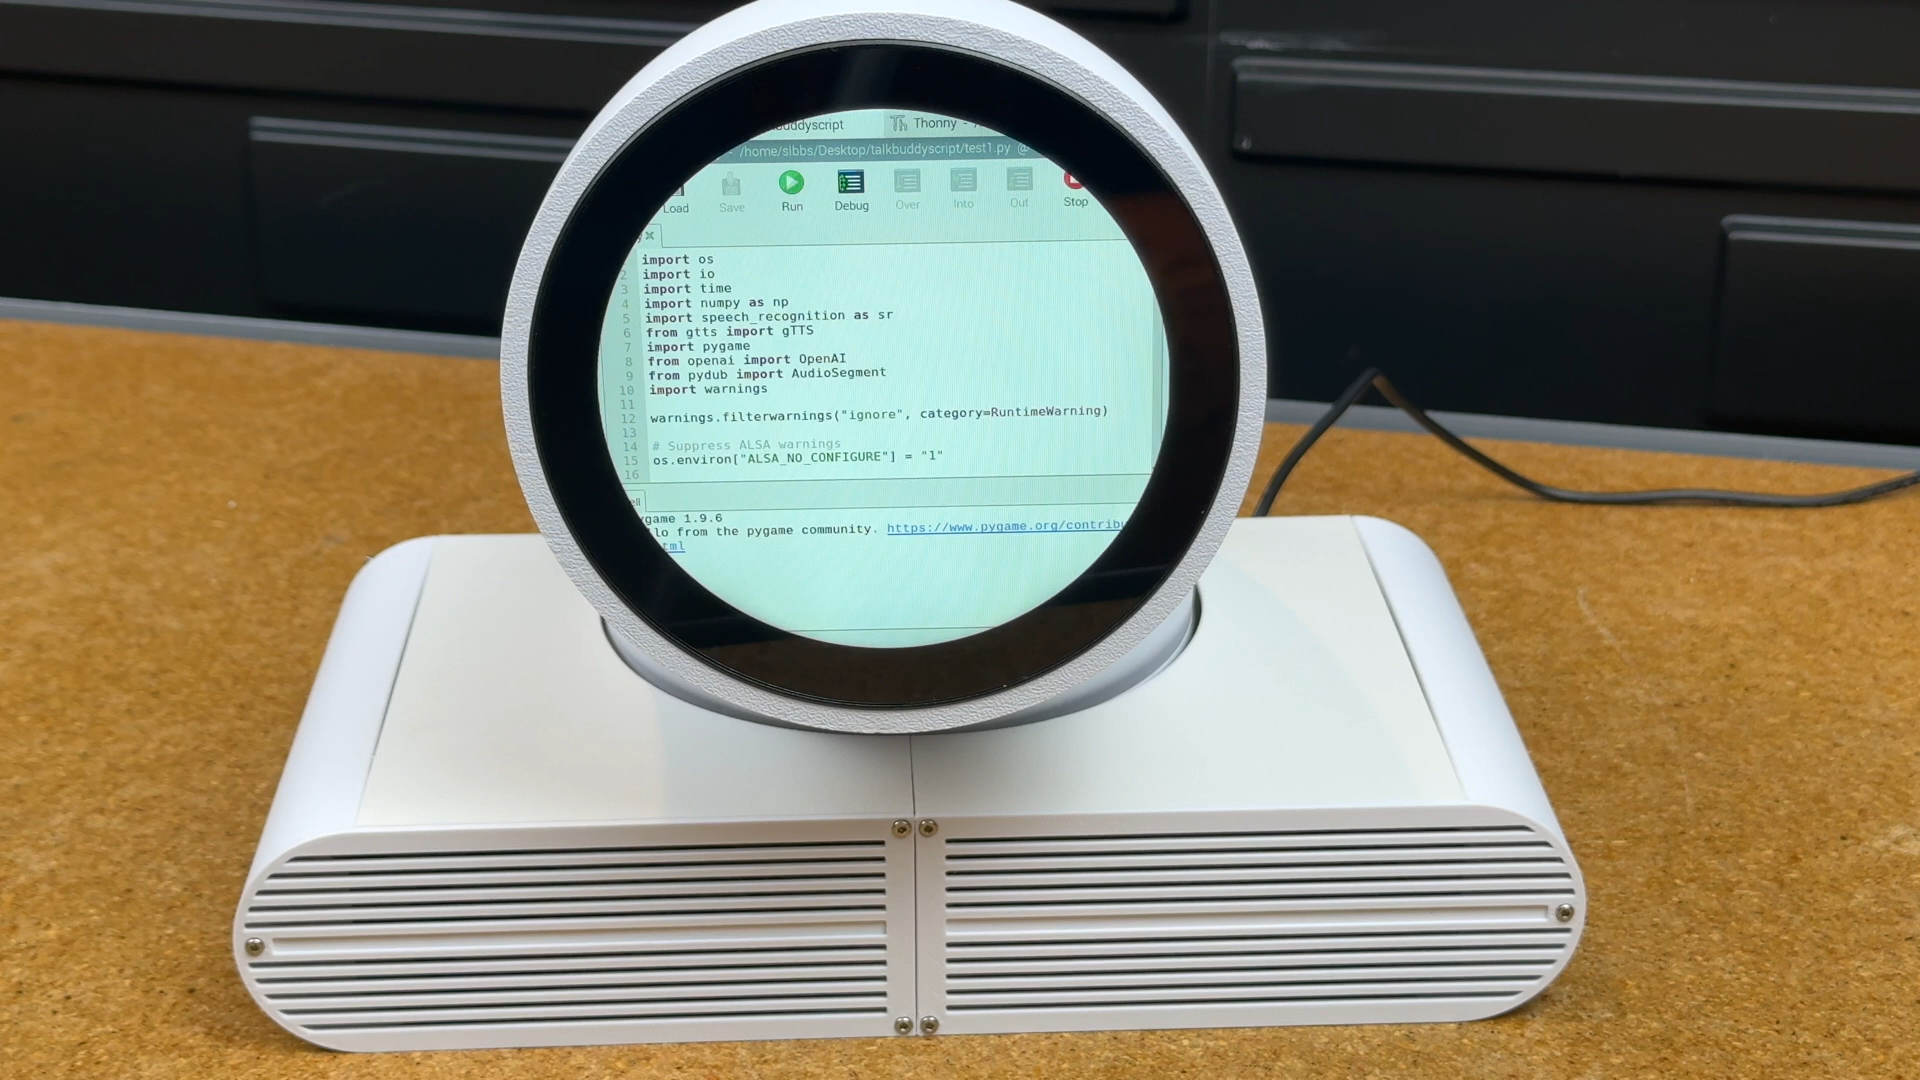 buddyscript Thonny -
- /home/slbbs/Desktop/talkbuddyscript/test1.py @
Load Save Run Debug Over Into Out Stop
import os
2 import io
3 import time
4 import numpy as np
5 import speech_recognition as sr
6 from gtts import gTTS
7 import pygame
8 from openai import OpenAI
9 from pydub import AudioSegment
10 import warnings
11
12 warnings.filterwarnings("ignore", category=RuntimeWarning)
13
14 # Suppress ALSA warnings
15 os.environ["ALSA_NO_CONFIGURE"] = "1"
16
ell
ygame 1.9.6
lo from the pygame community. https://www.pygame.org/contribu
tml